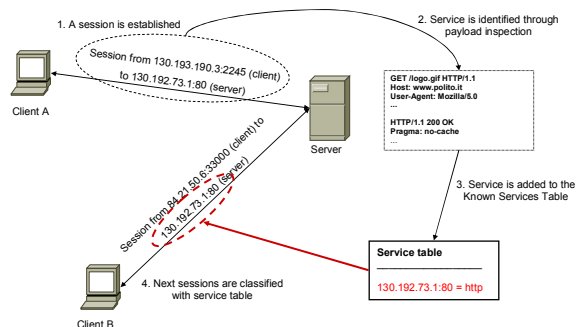 1. A session is established
Session from 130.193.190.3:2245 (client)
to 130.192.73.1:80 (server)
Client A
Server
2. Service is identified through
payload inspection
GET /logo.gif HTTP/1.1
Host: www.polito.it
User-Agent: Mozilla/5.0
...
HTTP/1.1 200 OK
Pragma: no-cache
...
3. Service is added to the
Known Services Table
Service table
130.192.73.1:80 = http
Session from 84.21.50.6:33000 (client) to
130.192.73.1:80 (server)
4. Next sessions are classified
with service table
Client B